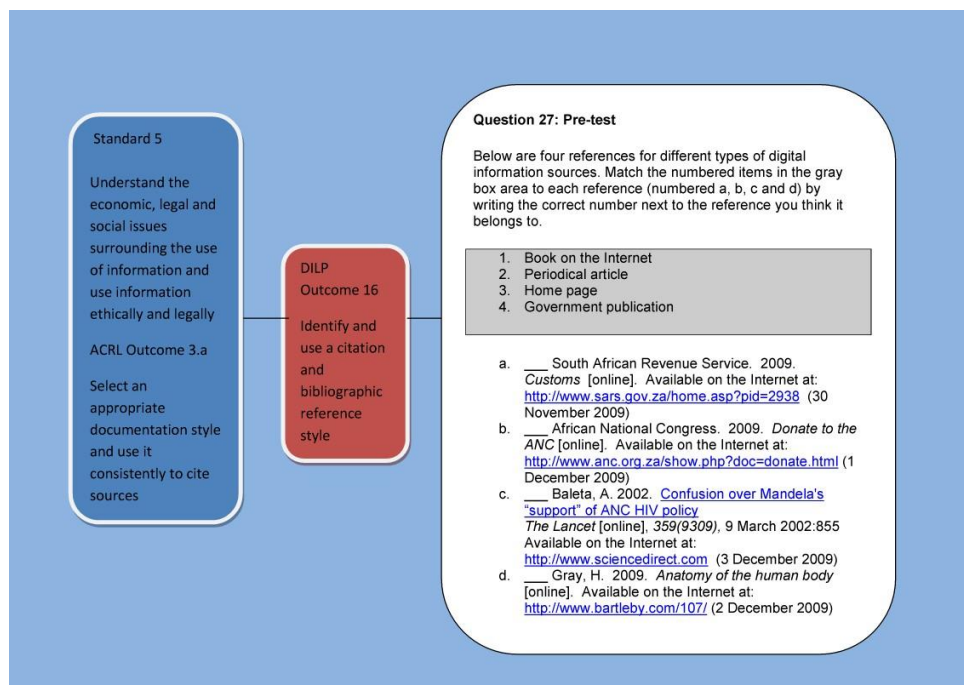 Standard 5
Understand the
economic, legal and
social issues
surrounding the use
of information and
use information
ethically and legally
ACRL Outcome 3.a
Select an
appropriate
documentation style
and use it
consistently to cite
sources
DILP
Outcome 16
Identify and
use a citation
and
bibliographic
reference
style
Question 27: Pre-test
Below are four references for different types of digital
information sources. Match the numbered items in the gray
box area to each reference (numbered a, b, c and d) by
writing the correct number next to the reference you think it
belongs to.
1. Book on the Internet
2. Periodical article
3. Home page
4. Government publication
a. ___ South African Revenue Service. 2009.
Customs [online]. Available on the Internet at:
http://www.sars.gov.za/home.asp?pid=2938 (30
November 2009)
b. ___ African National Congress. 2009. Donate to the
ANC [online]. Available on the Internet at:
http://www.anc.org.za/show.php?doc=donate.html (1
December 2009)
c. ___ Baleta, A. 2002. Confusion over Mandela's
"support" of ANC HIV policy
The Lancet [online], 359(9309), 9 March 2002:855
Available on the Internet at:
http://www.sciencedirect.com (3 December 2009)
d. ___ Gray, H. 2009. Anatomy of the human body
[online]. Available on the Internet at:
http://www.bartleby.com/107/ (2 December 2009)